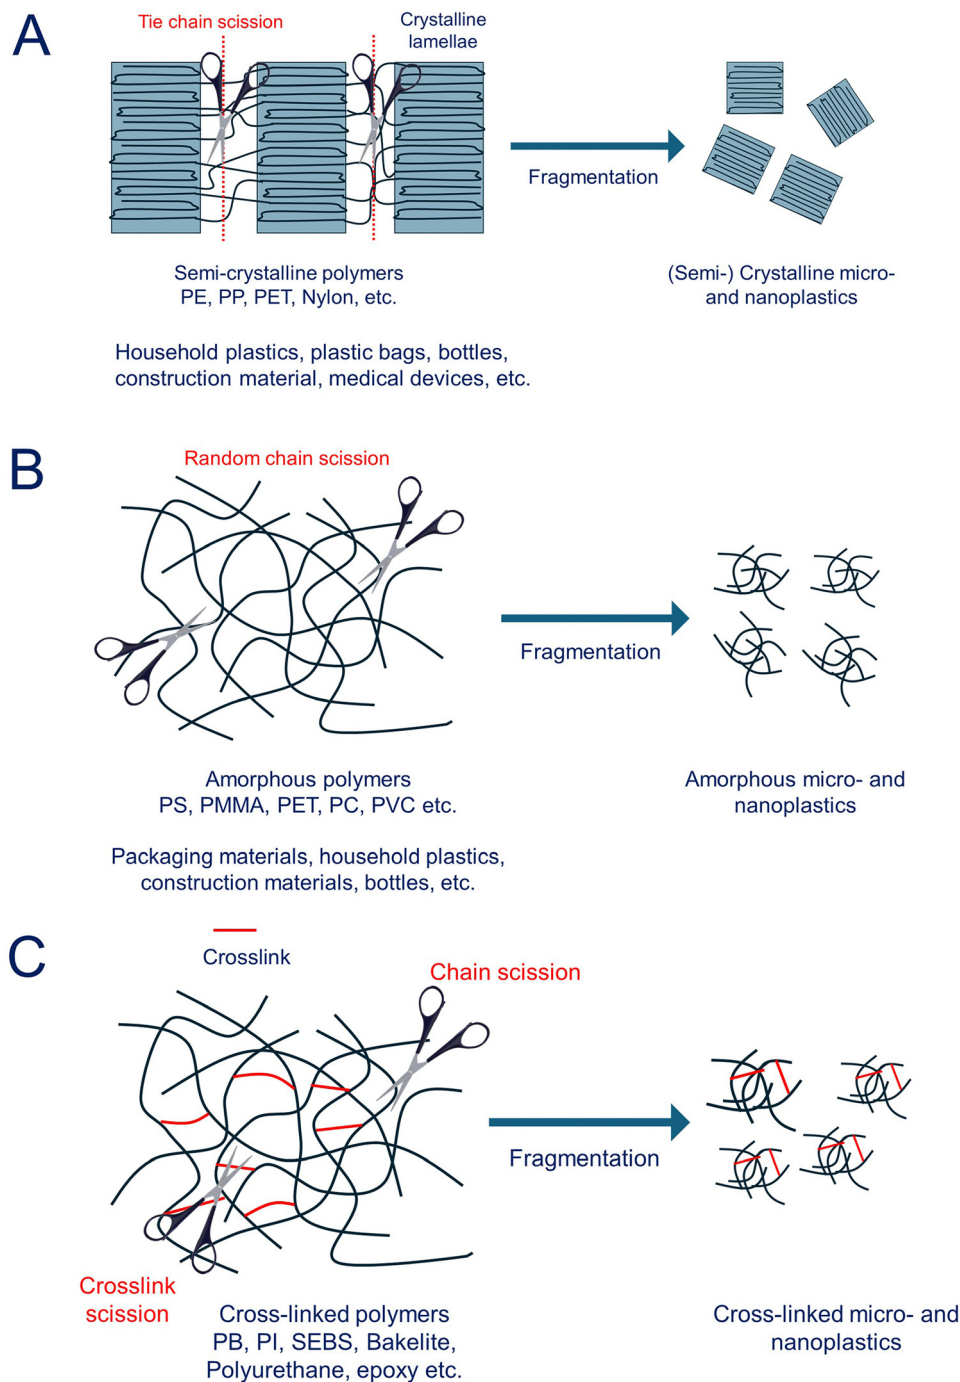 A
Tie chain scission
Crystalline
lamellae
Fragmentation
Semi-crystalline polymers
PE, PP, PET, Nylon, etc.
(Semi-) Crystalline micro-
and nanoplastics
Household plastics, plastic bags, bottles,
construction material, medical devices, etc.
B
Random chain scission
Fragmentation
Amorphous polymers
PS, PMMA, PET, PC, PVC etc.
Amorphous micro- and
nanoplastics
Packaging materials, household plastics,
construction materials, bottles, etc.
C
Crosslink
Chain scission
Fragmentation
Crosslink
scission
Cross-linked polymers
PB, PI, SEBS, Bakelite,
Polyurethane, epoxy etc.
Cross-linked micro- and
nanoplastics